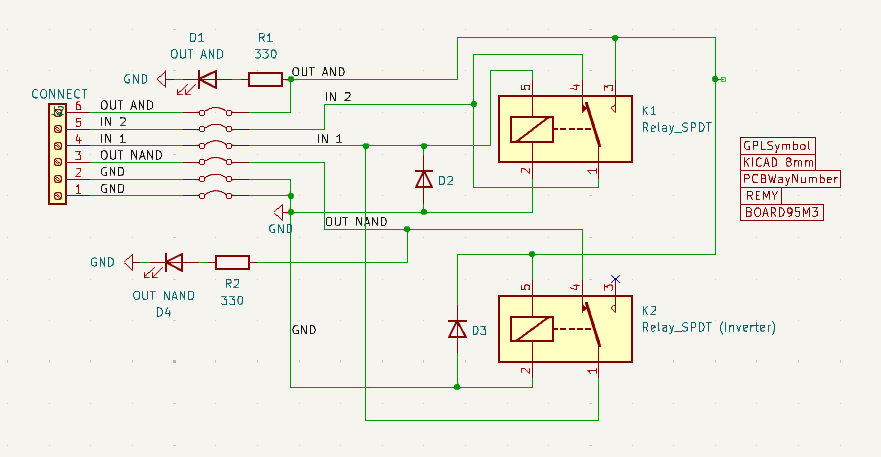 D1
OUT AND
R1
330
GND
OUT AND
CONNECT
6 OUT AND
5 IN 2
4 IN 1
3 OUT NAND
2 GND
1 GND
IN 2
IN 1
D2
GND
OUT NAND
5
4
3
2
1
K1
Relay_SPDT
GPLSymbol
KICAD 8mm
PCBWayNumber
REMY
BOARD95M3
GND
OUT NAND
D4
R2
330
GND
D3
5
4
3
2
1
K2
Relay_SPDT (Inverter)